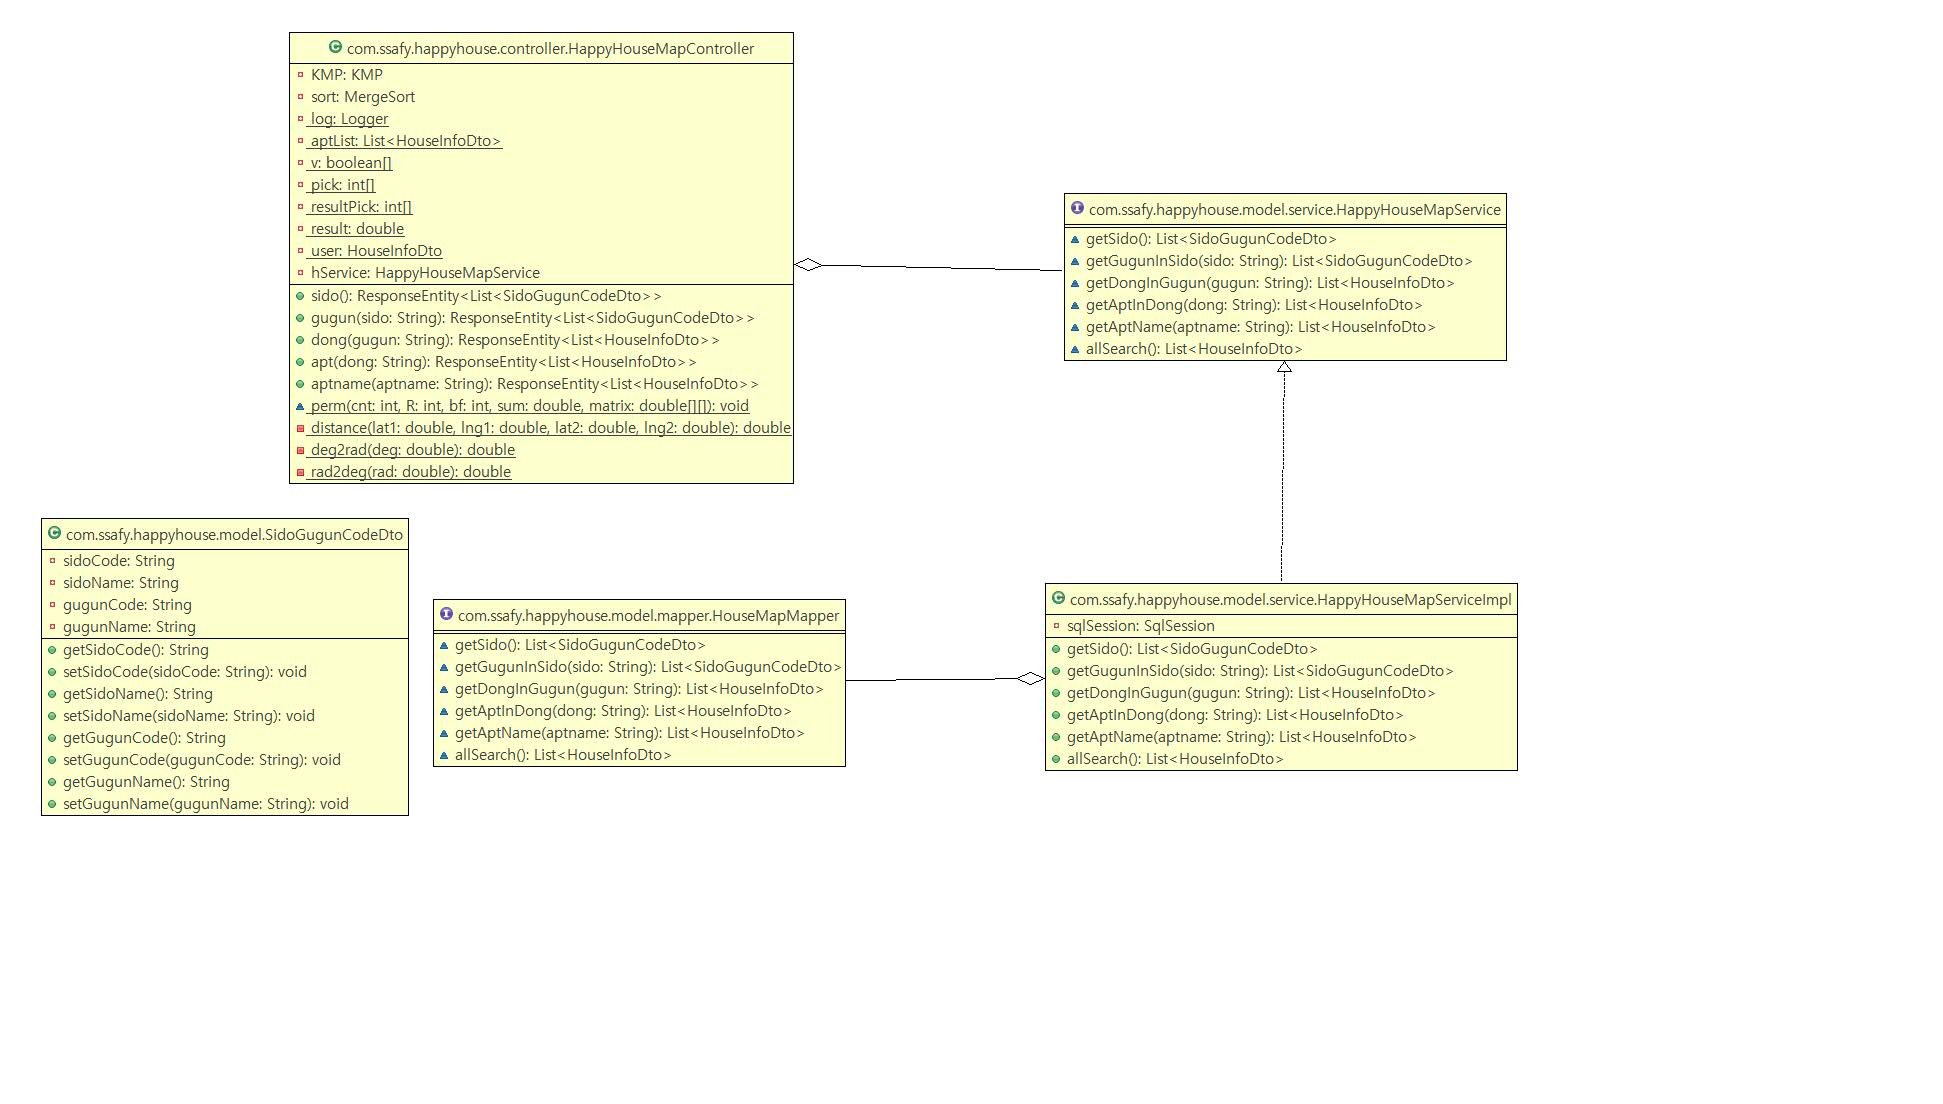 com.ssafy.happyhouse.controller.HappyHouseMapController
KMP: KMP
sort: MergeSort
log: Logger
aptList: List<HouseInfoDto>
v: boolean[]
pick: int[]
resultPick: int[]
result: double
user: HouseInfoDto
hService: HappyHouseMapService
sido(): ResponseEntity<List<SidoGugunCodeDto>>
gugun(sido: String): ResponseEntity<List<SidoGugunCodeDto>>
dong(gugun: String): ResponseEntity<List<HouseInfoDto>>
apt(dong: String): ResponseEntity<List<HouseInfoDto>>
aptname(aptname: String): ResponseEntity<List<HouseInfoDto>>
perm(cnt: int, R: int, bf: int, sum: double, matrix: double[][]): void
distance(lat1: double, lng1: double, lat2: double, lng2: double): double
deg2rad(deg: double): double
rad2deg(rad: double): double
com.ssafy.happyhouse.model.service.HappyHouseMapService
getSido(): List<SidoGugunCodeDto>
getGugunInSido(sido: String): List<SidoGugunCodeDto>
getDongInGugun(gugun: String): List<HouseInfoDto>
getAptInDong(dong: String): List<HouseInfoDto>
getAptName(aptname: String): List<HouseInfoDto>
allSearch(): List<HouseInfoDto>
com.ssafy.happyhouse.model.SidoGugunCodeDto
sidoCode: String
sidoName: String
gugunCode: String
gugunName: String
getSidoCode(): String
setSidoCode(sidoCode: String): void
getSidoName(): String
setSidoName(sidoName: String): void
getGugunCode(): String
setGugunCode(gugunCode: String): void
getGugunName(): String
setGugunName(gugunName: String): void
com.ssafy.happyhouse.model.mapper.HouseMapMapper
getSido(): List<SidoGugunCodeDto>
getGugunInSido(sido: String): List<SidoGugunCodeDto>
getDongInGugun(gugun: String): List<HouseInfoDto>
getAptInDong(dong: String): List<HouseInfoDto>
getAptName(aptname: String): List<HouseInfoDto>
allSearch(): List<HouseInfoDto>
com.ssafy.happyhouse.model.service.HappyHouseMapServiceImpl
sqlSession: SqlSession
getSido(): List<SidoGugunCodeDto>
getGugunInSido(sido: String): List<SidoGugunCodeDto>
getDongInGugun(gugun: String): List<HouseInfoDto>
getAptInDong(dong: String): List<HouseInfoDto>
getAptName(aptname: String): List<HouseInfoDto>
allSearch(): List<HouseInfoDto>